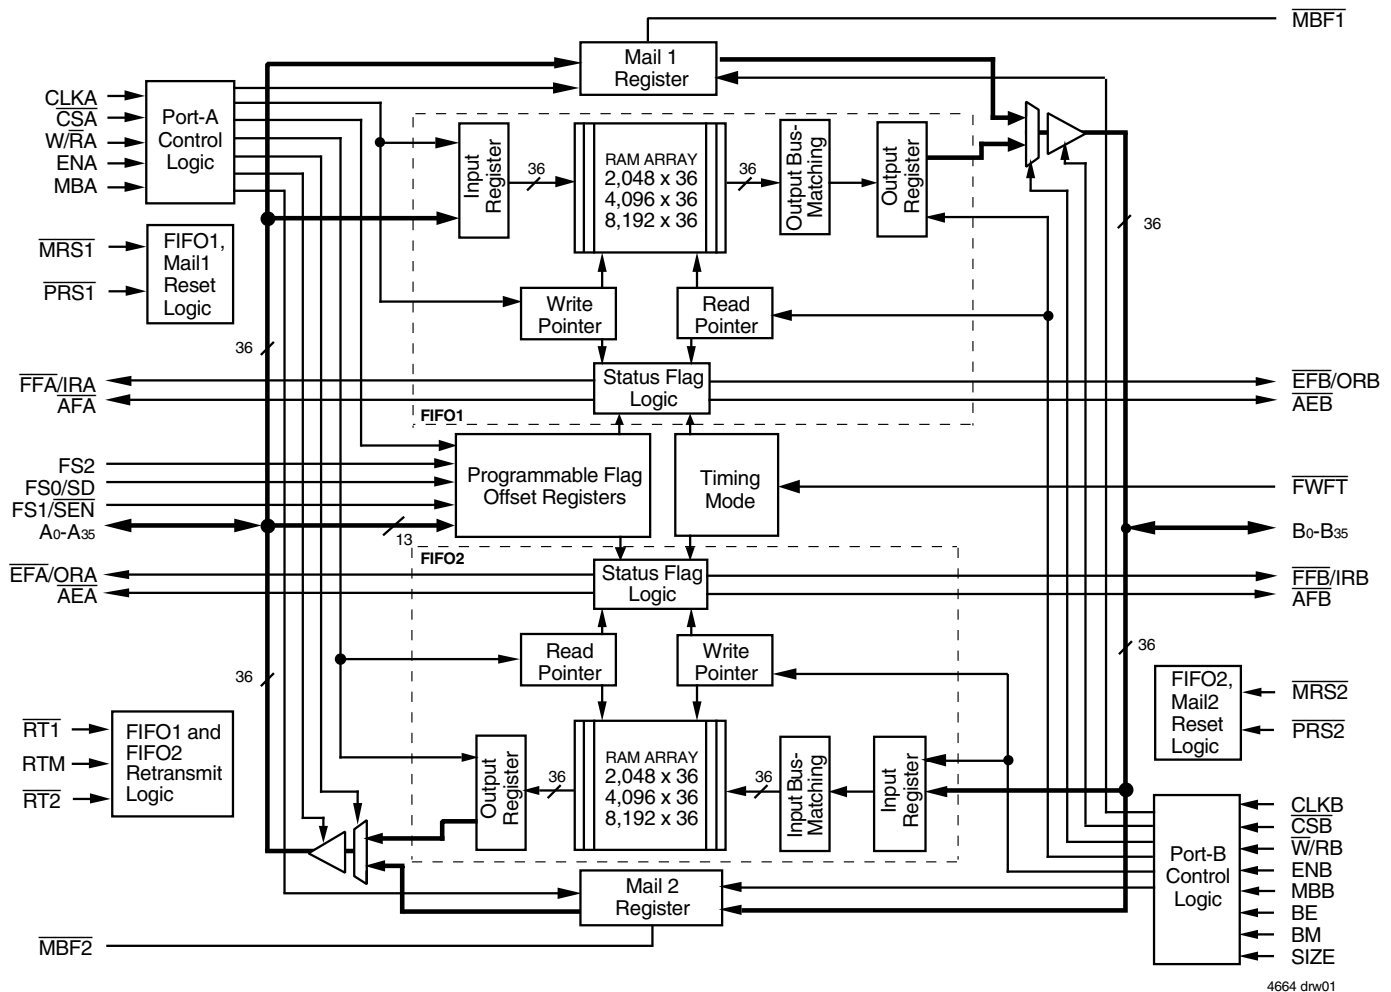 MBF1
Mail 1
Register
CLKA
CSA
W/RA
ENA
MBA
Port-A
Control
Logic
Input
Register
36
RAM ARRAY
2,048 x 36
4,096 x 36
8,192 x 36
36
Output Bus-
Matching
Output
Register
36
MRS1
PRS1
FIFO1,
Mail1
Reset
Logic
Write
Pointer
Read
Pointer
36
FFA/IRA
AFA
Status Flag
Logic
EFB/ORB
AEB
FIFO1
FS2
FS0/SD
FS1/SEN
A0-A35
Programmable Flag
Offset Registers
Timing
Mode
FWFT
13
B0-B35
FIFO2
EFA/ORA
AEA
Status Flag
Logic
FFB/IRB
AFB
Read
Pointer
Write
Pointer
36
36
FIFO2,
Mail2
Reset
Logic
MRS2
PRS2
RT1
RTM
RT2
FIFO1 and
FIFO2
Retransmit
Logic
Output
Register
36
RAM ARRAY
2,048 x 36
4,096 x 36
8,192 x 36
36
Input Bus-
Matching
Input
Register
Port-B
Control
Logic
CLKB
CSB
W/RB
ENB
MBB
BE
BM
SIZE
Mail 2
Register
MBF2
4664 drw01